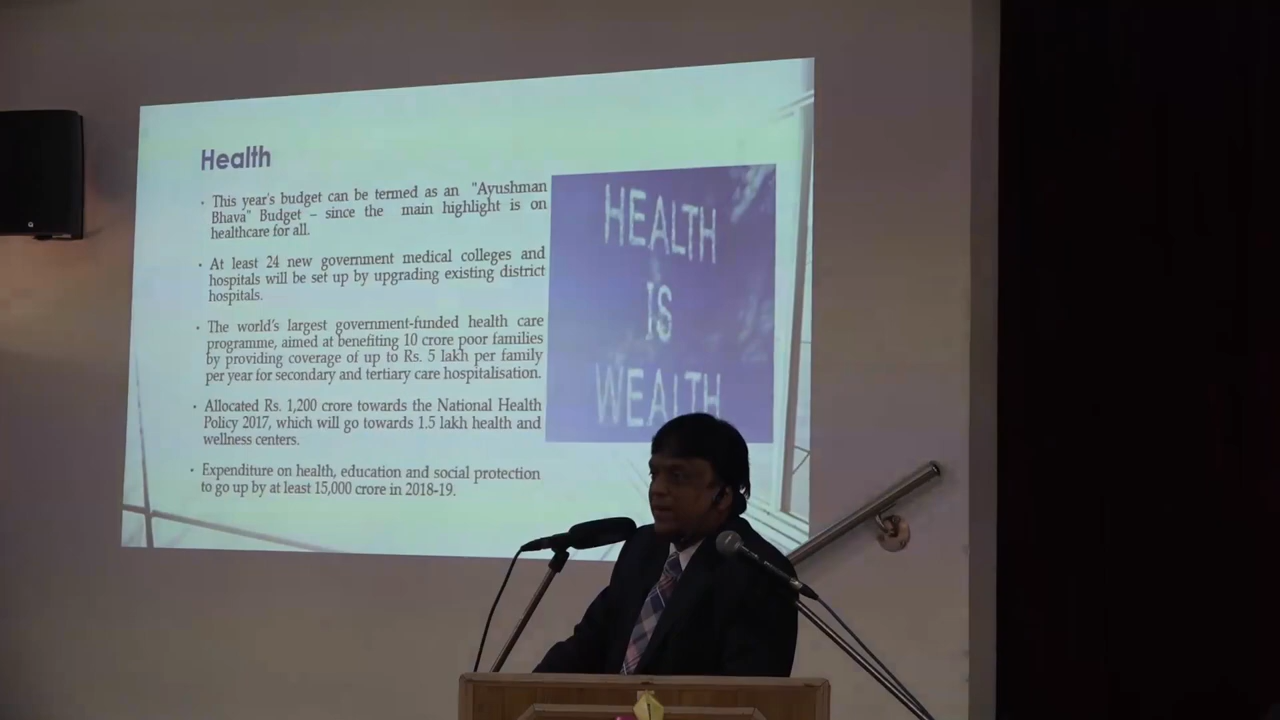 Health
· This year's budget can be termed as an "Ayushman
Bhava" Budget – since the main highlight is on
healthcare for all.
· At least 24 new government medical colleges and
hospitals will be set up by upgrading existing district
hospitals.
· The world's largest government-funded health care
programme, aimed at benefiting 10 crore poor families
by providing coverage of up to Rs. 5 lakh per family
per year for secondary and tertiary care hospitalisation.
· Allocated Rs. 1,200 crore towards the National Health
Policy 2017, which will go towards 1.5 lakh health and
wellness centers.
· Expenditure on health, education and social protection
to go up by at least 15,000 crore in 2018-19.
HEALTH
IS
WEALTH